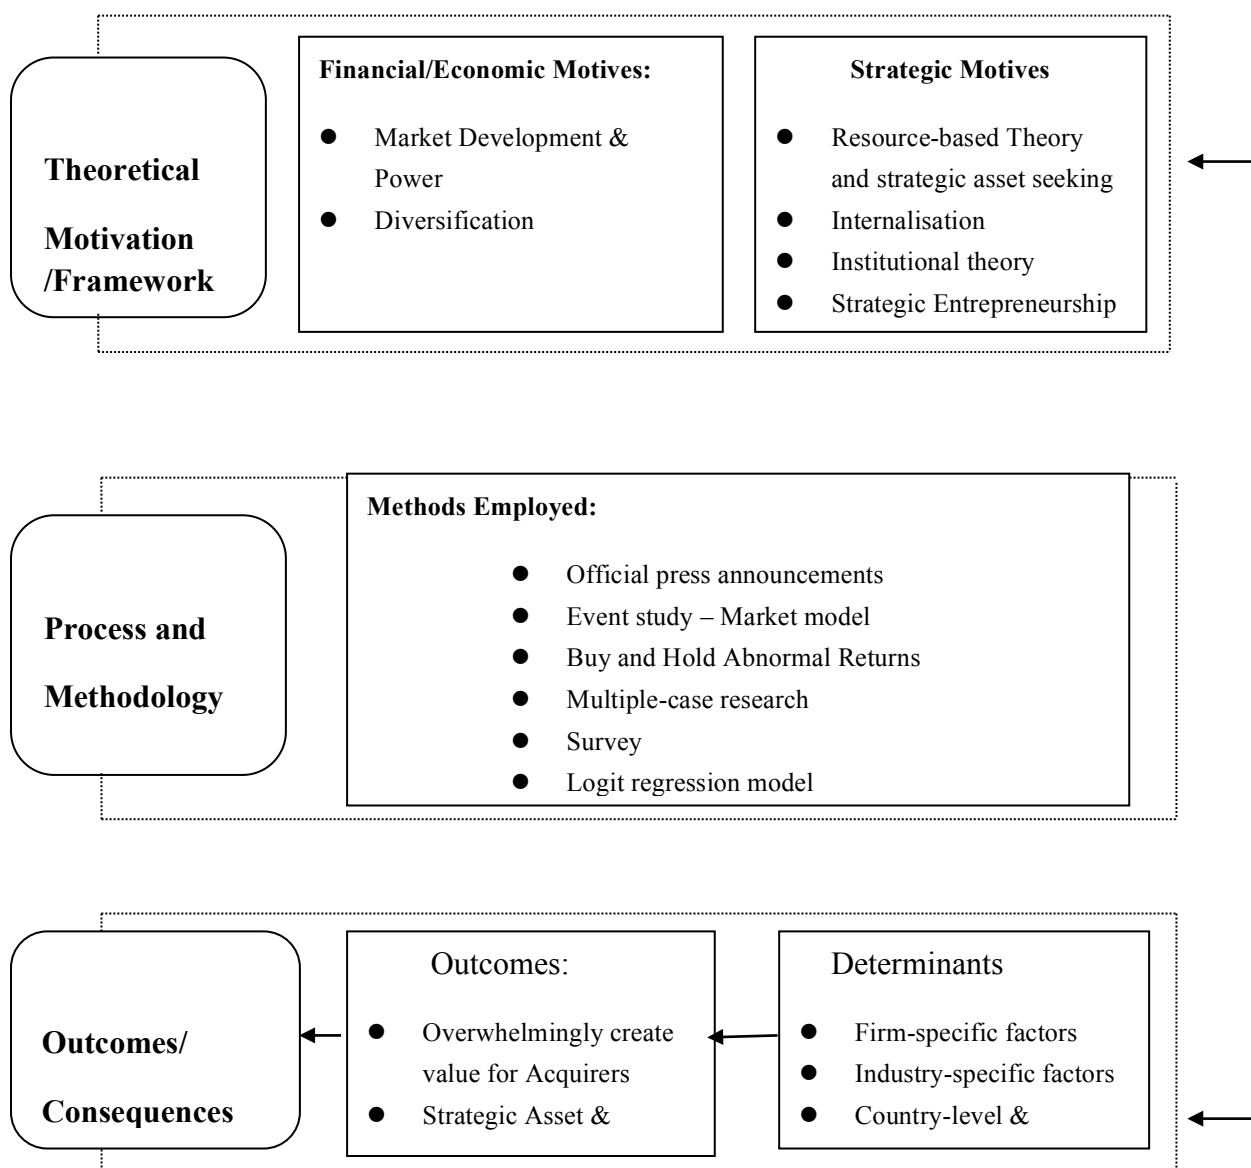 Theoretical
Motivation
/Framework
Financial/Economic Motives:
● Market Development &
Power
● Diversification
Strategic Motives
● Resource-based Theory
and strategic asset seeking
● Internalisation
● Institutional theory
● Strategic Entrepreneurship
Process and
Methodology
Methods Employed:
● Official press announcements
● Event study – Market model
● Buy and Hold Abnormal Returns
● Multiple-case research
● Survey
● Logit regression model
Outcomes/
Consequences
Outcomes:
● Overwhelmingly create
value for Acquirers
● Strategic Asset &
Determinants
● Firm-specific factors
● Industry-specific factors
● Country-level &